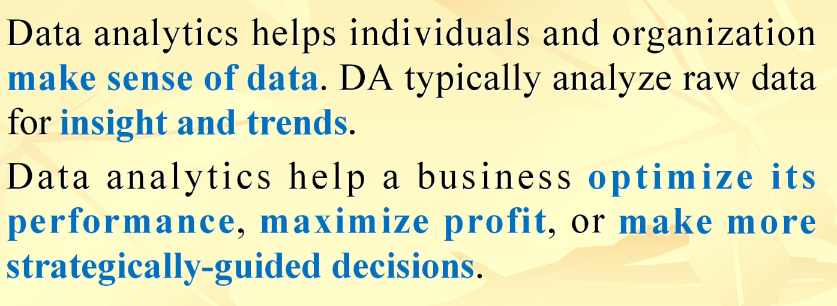 Data analytics helps individuals and organization
make sense of data. DA typically analyze raw data
for insight and trends.
Data analytics help a business optimize its
performance, maximize profit, or make more
strategically-guided decisions.